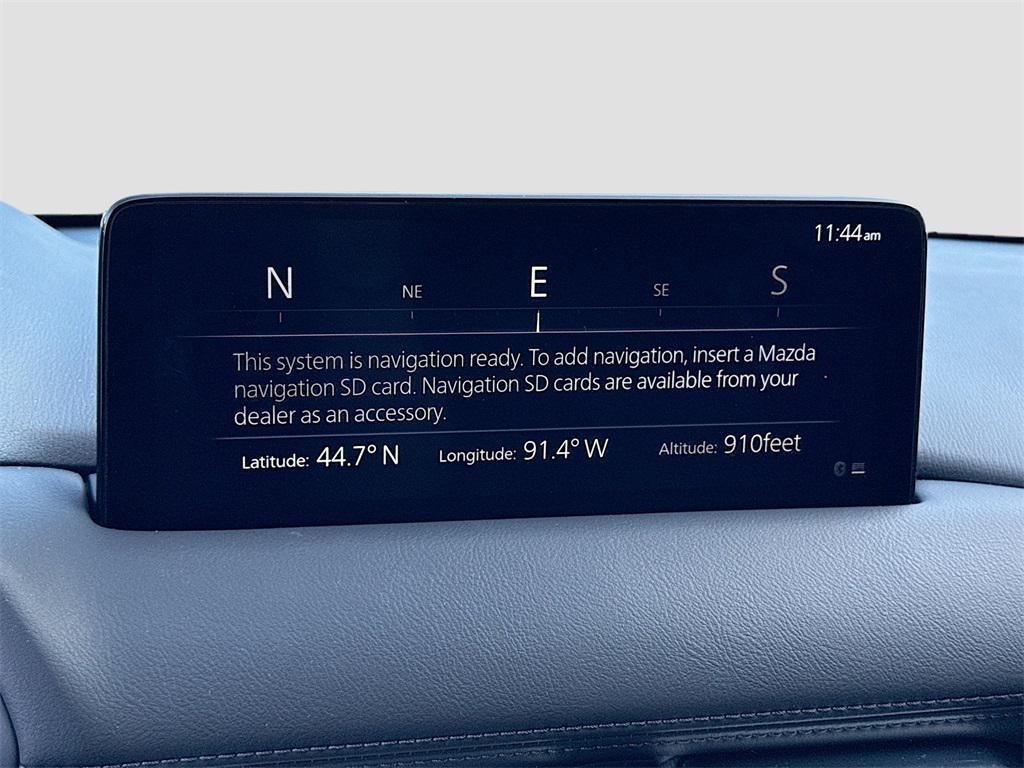 11:44am
N NE E SE S
This system is navigation ready. To add navigation, insert a Mazda
navigation SD card. Navigation SD cards are available from your
dealer as an accessory.
Latitude: 44.7° N Longitude: 91.4° W Altitude: 910feet